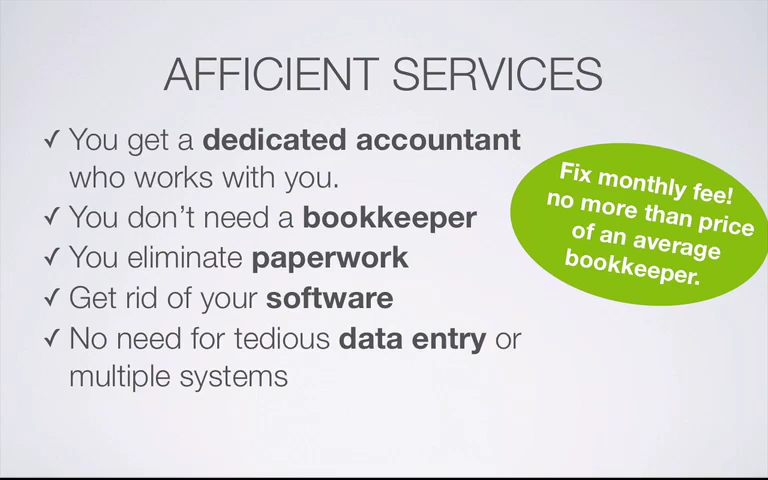 AFFICIENT SERVICES
✓ You get a dedicated accountant
who works with you.
✓ You don't need a bookkeeper
✓ You eliminate paperwork
✓ Get rid of your software
✓ No need for tedious data entry or
multiple systems
Fix monthly fee!
no more than price
of an average
bookkeeper.